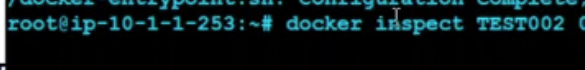 /docker-entrypoint.sh: Configuration complete;
root@ip-10-1-1-253:~# docker inspect TEST002